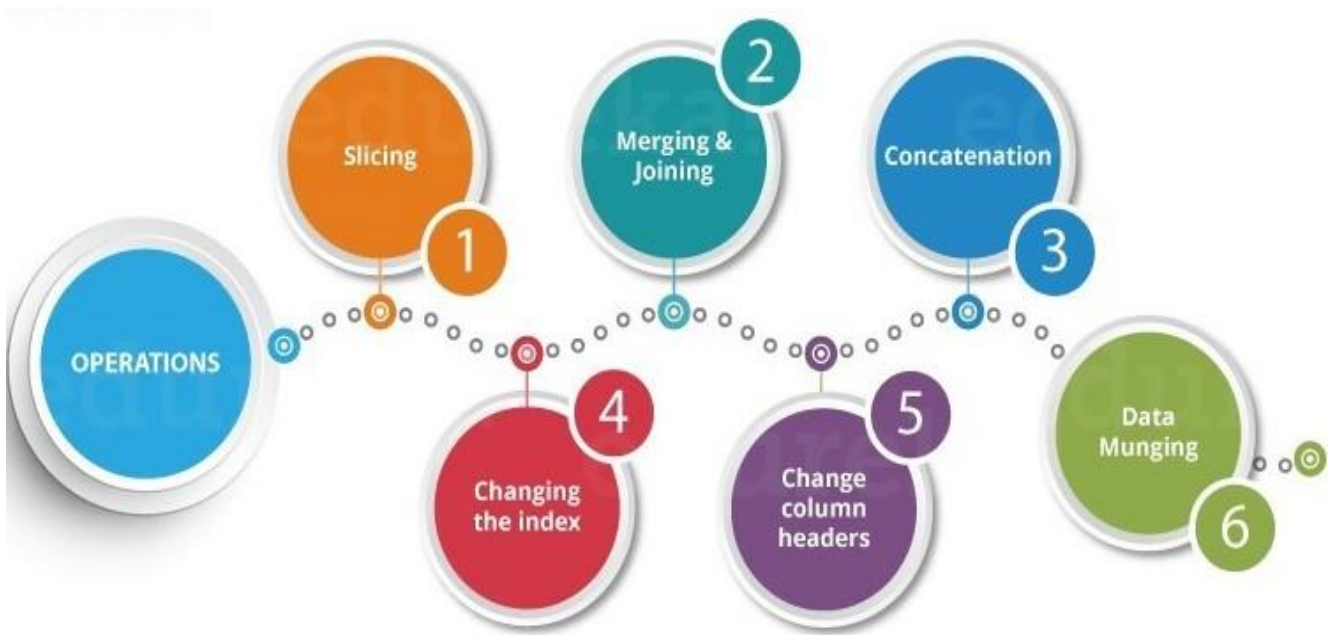 OPERATIONS
Slicing
1
Merging &
Joining
2
Concatenation
3
Changing
the index
4
Change
column
headers
5
Data
Munging
6